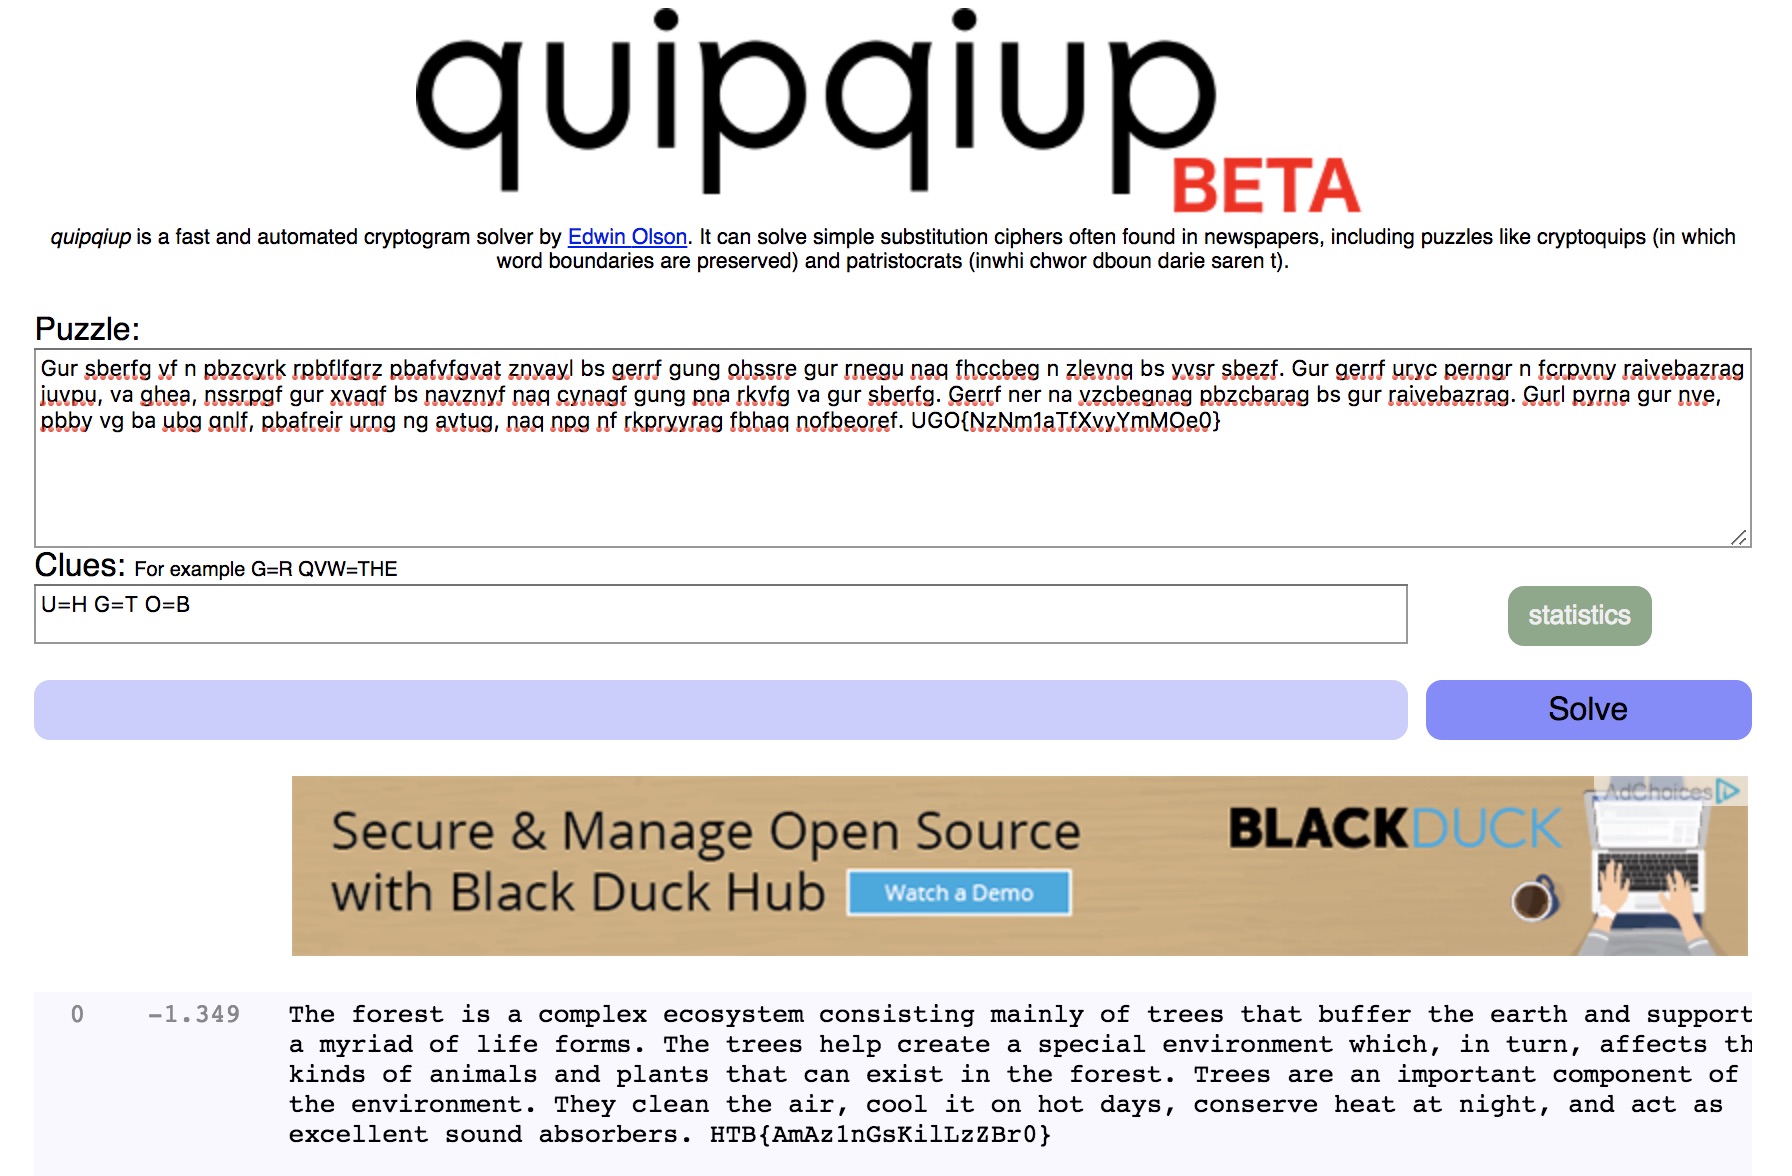 quipqiup
BETA
quipqiup is a fast and automated cryptogram solver by Edwin Olson. It can solve simple substitution ciphers often found in newspapers, including puzzles like cryptoquips (in which
word boundaries are preserved) and patristocrats (inwhi chwor dboun darie saren t).
Puzzle:
Gur sberfg vf n pbzcyrk rpbflfgrz pbafvfgvat znvayl bs gerrf gung ohssre gur rnegu naq fhccbeg n zlevnq bs yvsr sbezf. Gur gerrf uryc perngr n fcrpvny raivebazrag
juvpu, va ghea, nssrpgf gur xvaqf bs navznyf naq cynagf gung pna rkvfg va gur sberfg. Gerrf ner na vzcbegnag pbzcbarag bs gur raivebazrag. Gurl pyrna gur nve,
pbby vg ba ubg qnlf, pbafreir urng ng avtug, naq npg nf rkpryyrag fbhaq nofbeoref. UGO{NzNm1aTfXvyYmMOe0}
Clues: For example G=R QVW=THE
U=H G=T O=B
statistics
Solve
AdChoices
Secure & Manage Open Source
with Black Duck Hub Watch a Demo
BLACKDUCK
0 -1.349 The forest is a complex ecosystem consisting mainly of trees that buffer the earth and support
a myriad of life forms. The trees help create a special environment which, in turn, affects th
kinds of animals and plants that can exist in the forest. Trees are an important component of
the environment. They clean the air, cool it on hot days, conserve heat at night, and act as
excellent sound absorbers. HTB{AmAz1nGsKilLzZBr0}